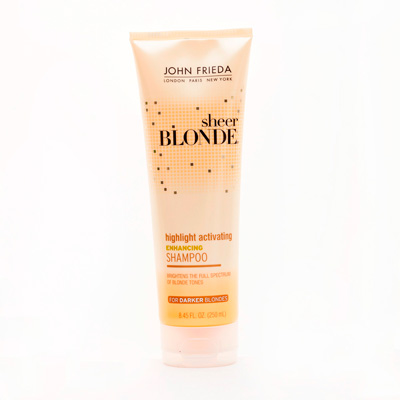 JOHN FRIEDA
LONDON PARIS NEW YORK
sheer
BLONDE
highlight activating
ENHANCING
SHAMPOO
BRIGHTENS THE FULL SPECTRUM
OF BLONDE TONES
FOR DARKER BLONDES
8.45 FL OZ (250 mL)